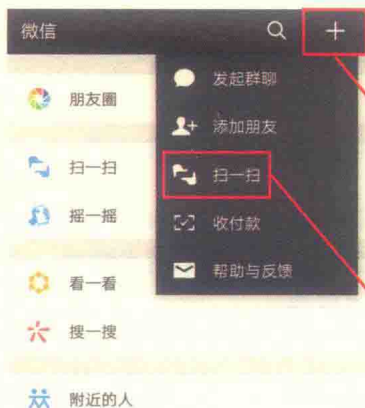 微信
发起群聊
朋友圈
添加朋友
扫一扫
扫一扫
摇一摇
收付款
看一看
帮助与反馈
搜一搜
附近的人